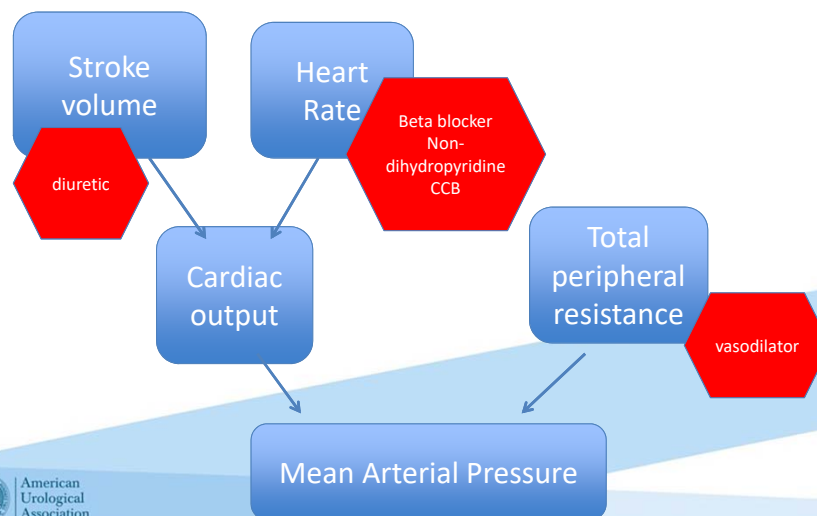 Stroke
volume
Heart
Rate
Beta blocker
Non-
dihydropyridine
CCB
diuretic
Total
peripheral
resistance
Cardiac
output
vasodilator
Mean Arterial Pressure
American
Urological
Association